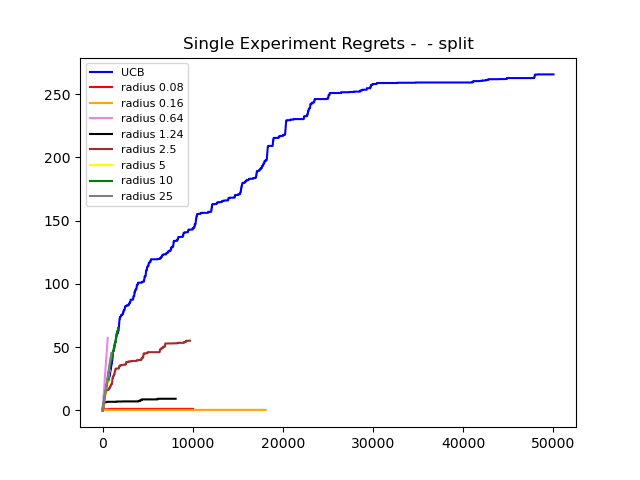 Single Experiment Regrets -  - split
UCB
radius 0.08
radius 0.16
radius 0.64
radius 1.24
radius 2.5
radius 5
radius 10
radius 25
250
200
150
100
50
0
0 10000 20000 30000 40000 50000